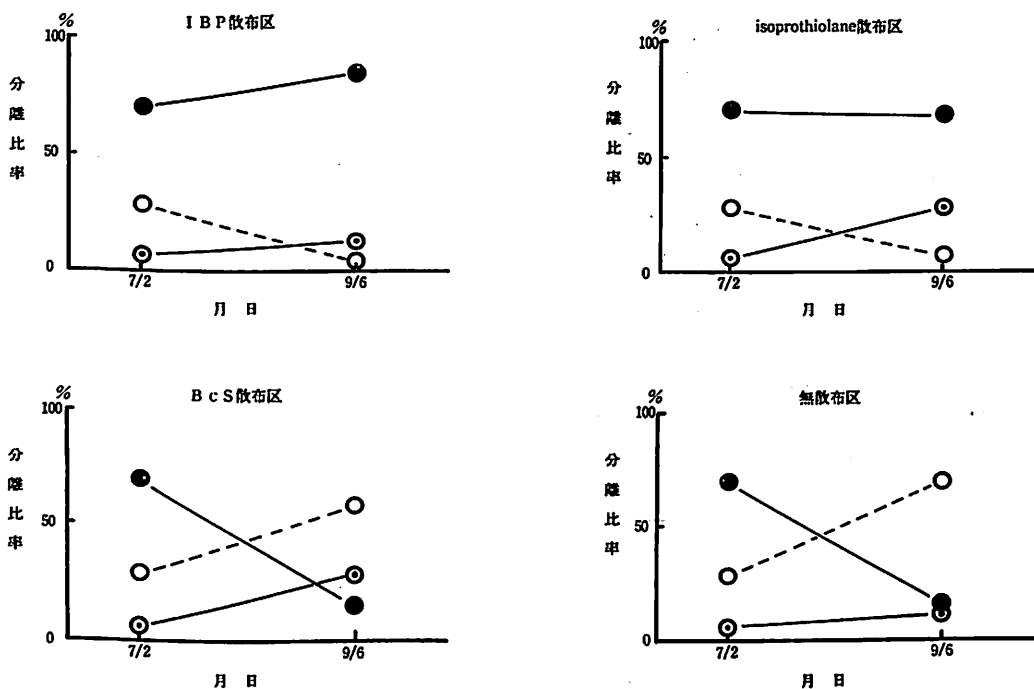 IBP散布区
%
100
50
0
分離比率
7/2 9/6
月 日
isoprothiolane散布区
%
100
50
0
分離比率
7/2 9/6
月 日
BcS散布区
%
100
50
0
分離比率
7/2 9/6
月 日
無散布区
%
100
50
0
分離比率
7/2 9/6
月 日